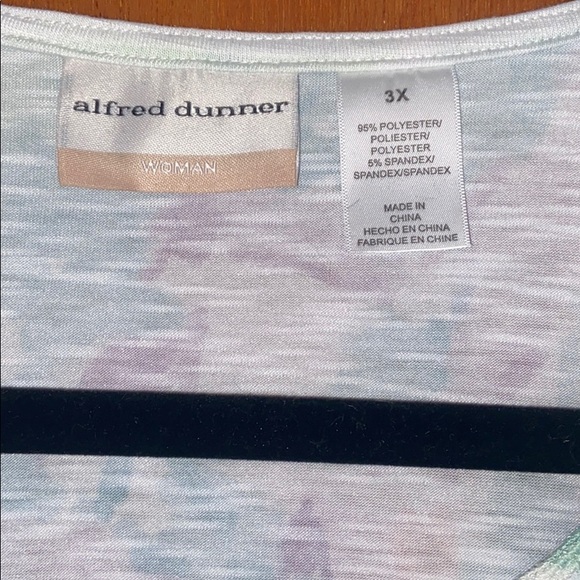 alfred dunner
WOMAN
3X
95% POLYESTER/
POLIESTER/
POLYESTER
5% SPANDEX/
SPANDEX/SPANDEX
MADE IN
CHINA
HECHO EN CHINA
FABRIQUE EN CHINE